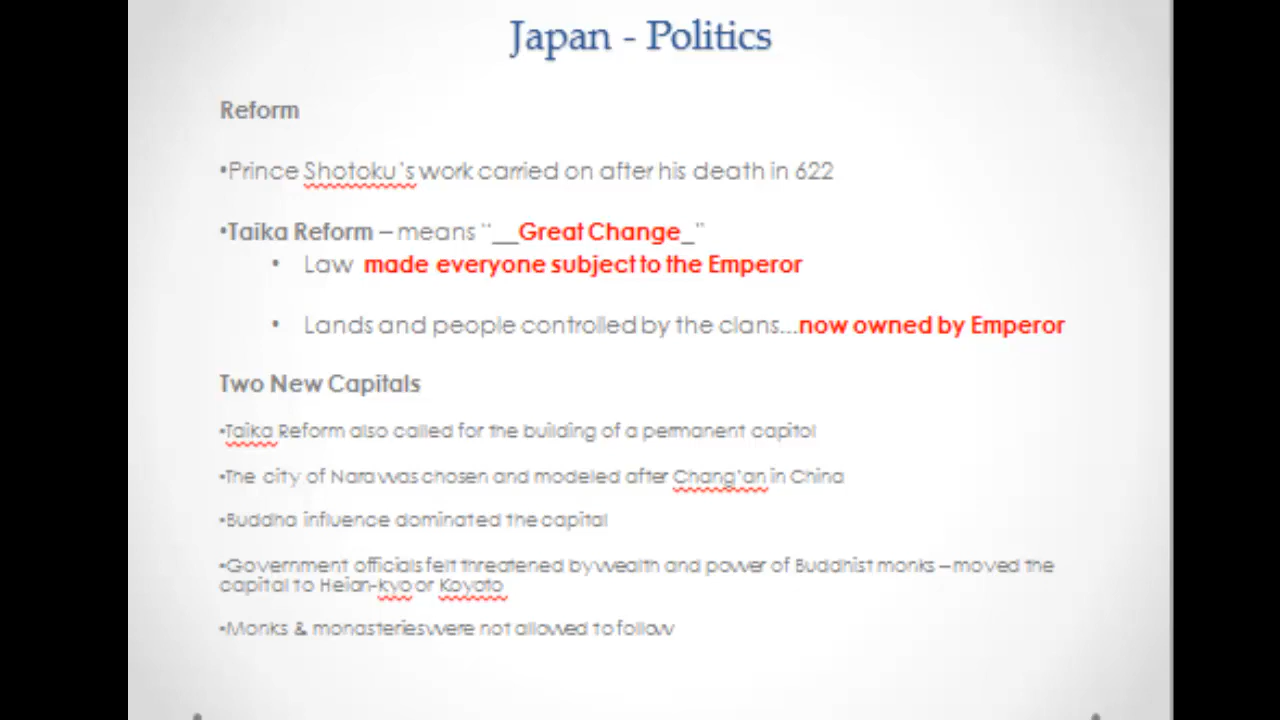 Japan - Politics
Reform
•Prince Shotoku's work carried on after his death in 622
•Taika Reform – means "__Great Change_"
• Law made everyone subject to the Emperor
• Lands and people controlled by the clans...now owned by Emperor
Two New Capitals
•Taika Reform also called for the building of a permanent capitol
•The city of Nara was chosen and modeled after Chang'an in China
•Buddha influence dominated the capital
•Government officials felt threatened by wealth and power of Buddhist monks – moved the
capital to Heian-kyo or Koyoto
•Monks & monasteries were not allowed to follow